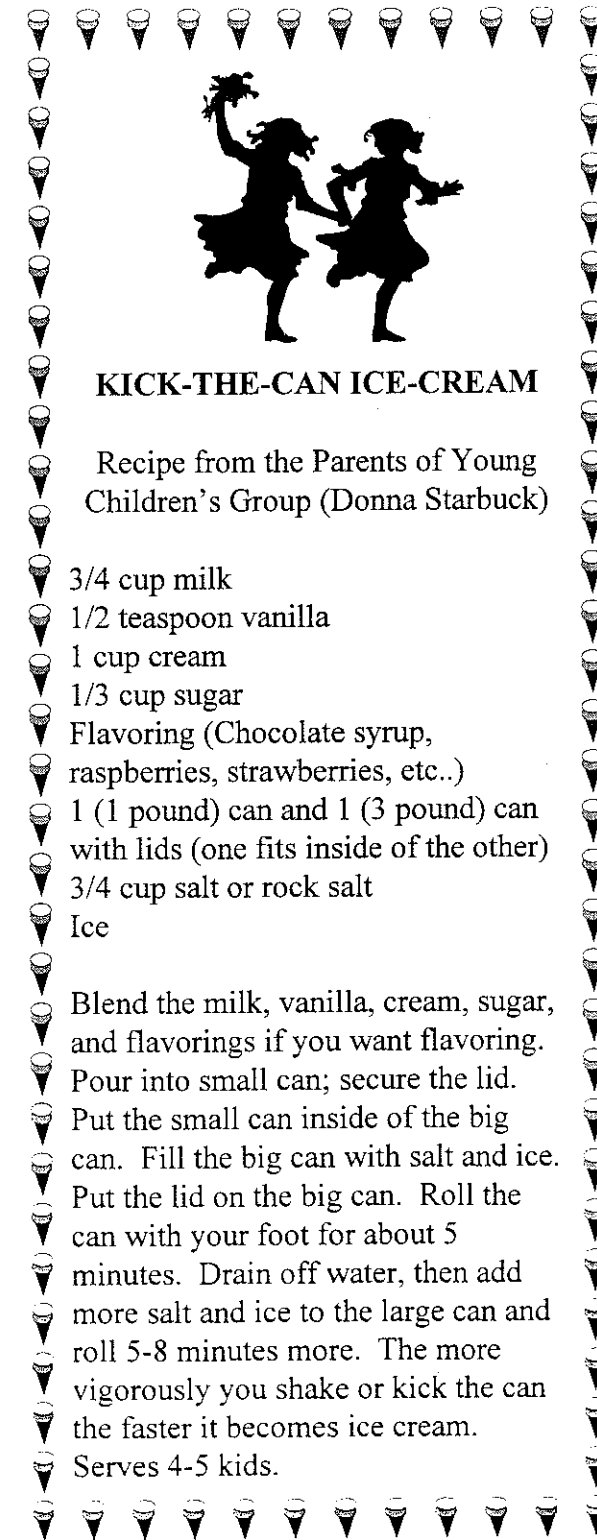 KICK-THE-CAN ICE-CREAM
Recipe from the Parents of Young
Children's Group (Donna Starbuck)
3/4 cup milk
1/2 teaspoon vanilla
1 cup cream
1/3 cup sugar
Flavoring (Chocolate syrup,
raspberries, strawberries, etc..)
1 (1 pound) can and 1 (3 pound) can
with lids (one fits inside of the other)
3/4 cup salt or rock salt
Ice
Blend the milk, vanilla, cream, sugar,
and flavorings if you want flavoring.
Pour into small can; secure the lid.
Put the small can inside of the big
can.  Fill the big can with salt and ice.
Put the lid on the big can.  Roll the
can with your foot for about 5
minutes.  Drain off water, then add
more salt and ice to the large can and
roll 5-8 minutes more.  The more
vigorously you shake or kick the can
the faster it becomes ice cream.
Serves 4-5 kids.